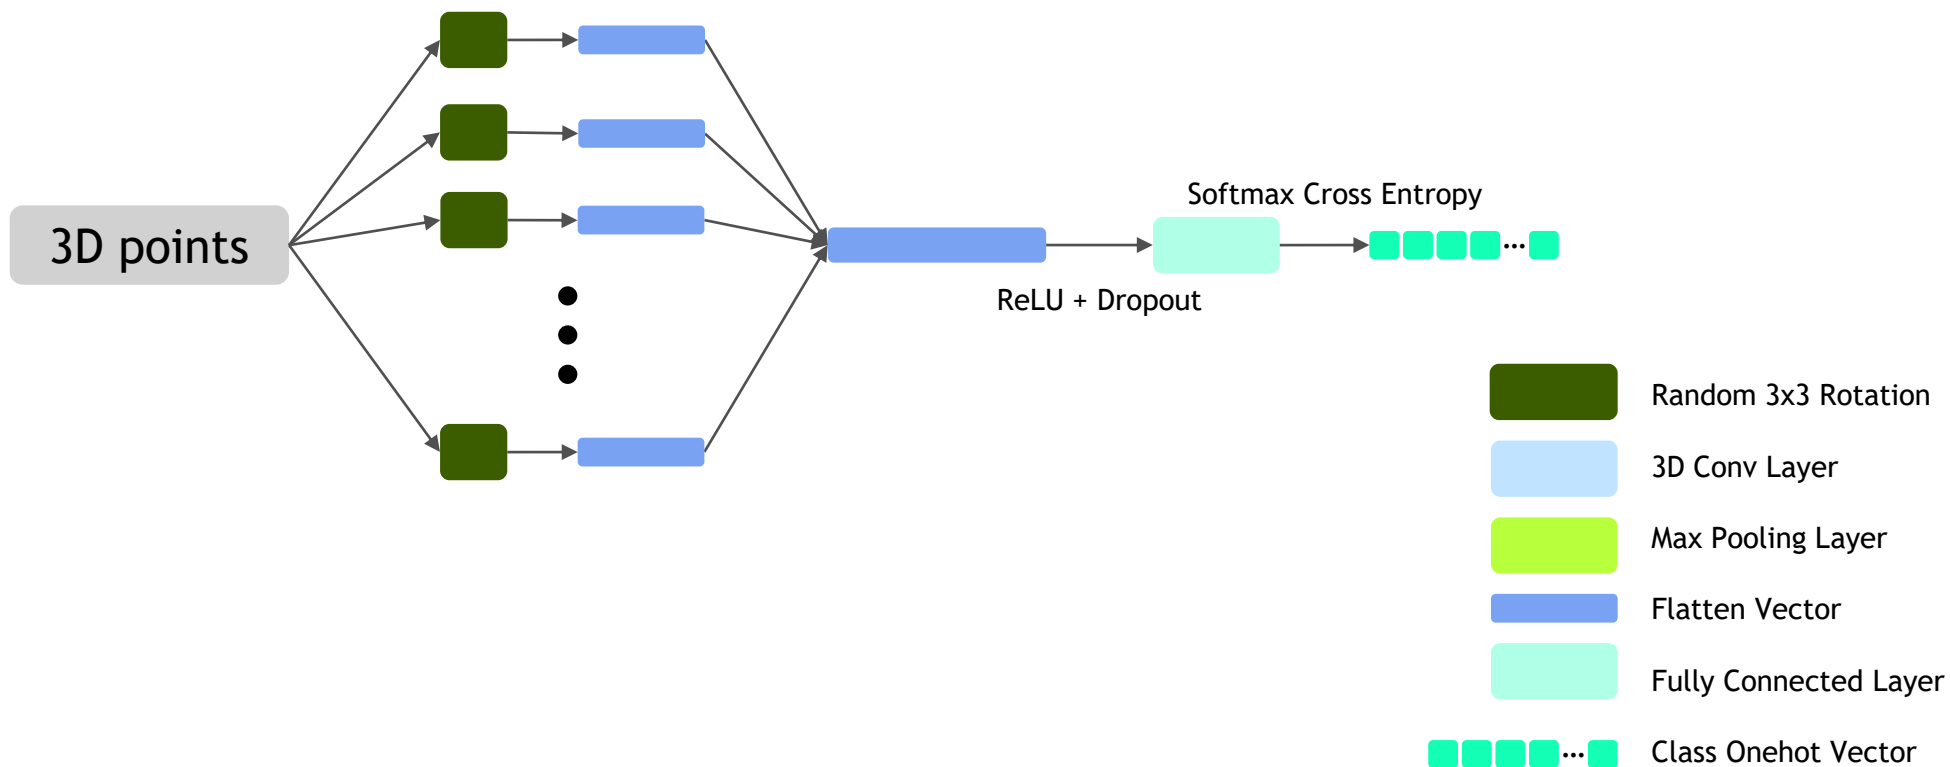 3D points
Softmax Cross Entropy
...
ReLU + Dropout
Random 3x3 Rotation
3D Conv Layer
Max Pooling Layer
Flatten Vector
Fully Connected Layer
... Class Onehot Vector